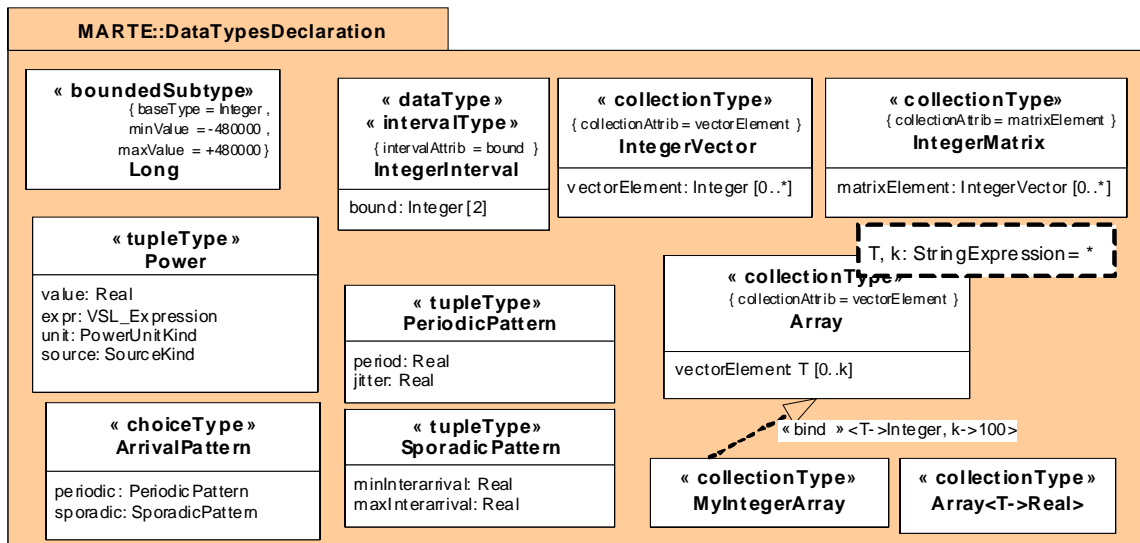 MARTE::DataTypesDeclaration
« boundedSubtype»
{ baseType = Integer ,
minValue = -480000 ,
maxValue = +480000 }
Long
« dataType»
« intervalType»
{ intervalAttrib = bound }
IntegerInterval
bound: Integer [2]
« collectionType»
{ collectionAttrib = vectorElement }
IntegerVector
vectorElement: Integer [0..*]
« collectionType»
{ collectionAttrib = matrixElement }
IntegerMatrix
matrixElement: IntegerVector [0..*]
« tupleType »
Power
value: Real
expr: VSL_Expression
unit: PowerUnitKind
source: SourceKind
« tupleType »
PeriodicPattern
period: Real
jitter: Real
T, k: StringExpression = *
« collectionType»
{ collectionAttrib = vectorElement }
Array
vectorElement: T [0..k]
« choiceType»
ArrivalPattern
periodic : PeriodicPattern
sporadic: SporadicPattern
« tupleType »
SporadicPattern
minInterarrival: Real
maxInterarrival: Real
« bind » <T->Integer, k->100>
« collectionType»
MyIntegerArray
« collectionType»
Array<T->Real>